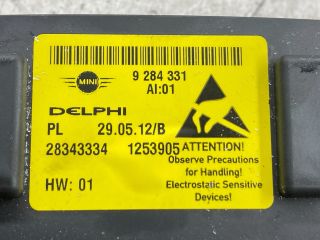 MINI
9 284 331
AI:01
DELPHI
PL 29.05.12/B
28343334 1253905
HW: 01
ATTENTION!
Observe Precautions
for Handling!
Electrostatic Sensitive
Devices!